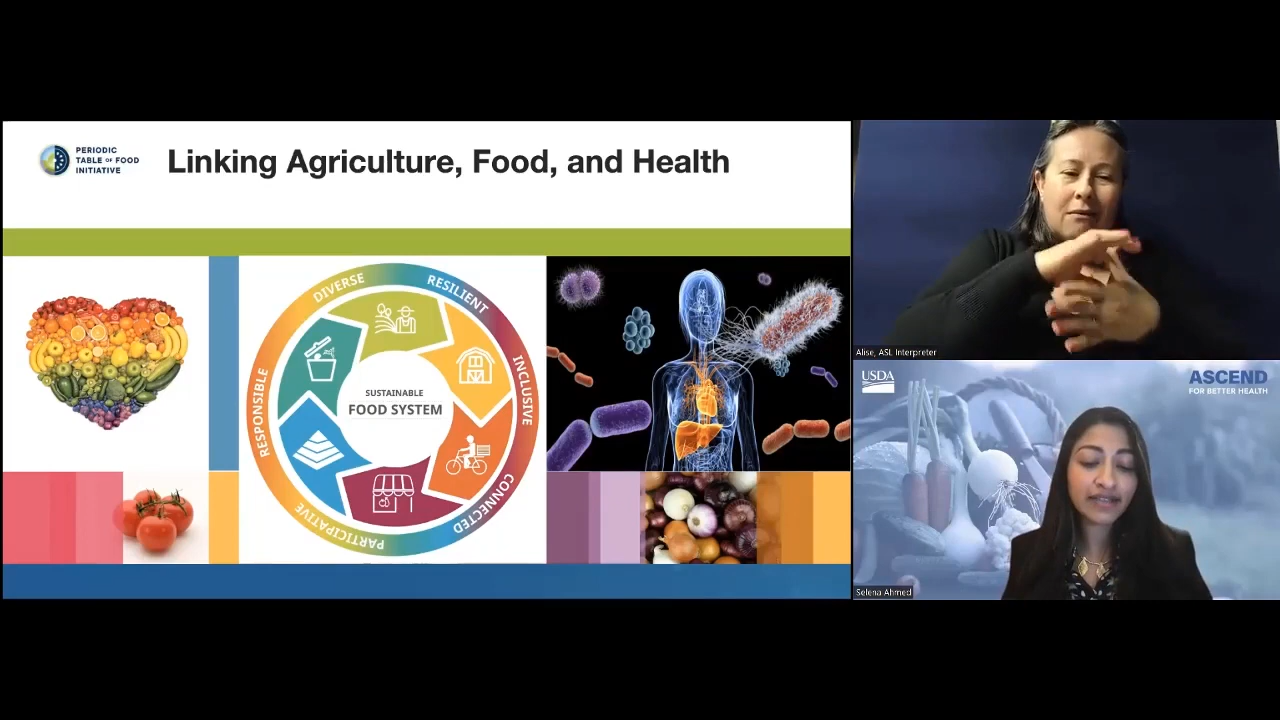 PERIODIC
TABLE OF FOOD
INITIATIVE
Linking Agriculture, Food, and Health
DIVERSE
RESILIENT
INCLUSIVE
CONNECTED
PARTICIPATIVE
RESPONSIBLE
SUSTAINABLE
FOOD SYSTEM
Alise, ASL Interpreter
USDA
ASCEND
FOR BETTER HEALTH
Selena Ahmed